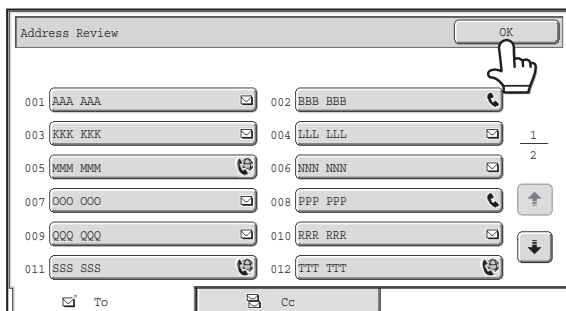 Address Review OK
001 AAA AAA 002 BBB BBB
003 KKK KKK 004 LLL LLL
1
005 MMM MMM 006 NNN NNN
2
007 OOO OOO 008 PPP PPP
009 QQQ QQQ 010 RRR RRR
011 SSS SSS 012 TTT TTT
To Cc